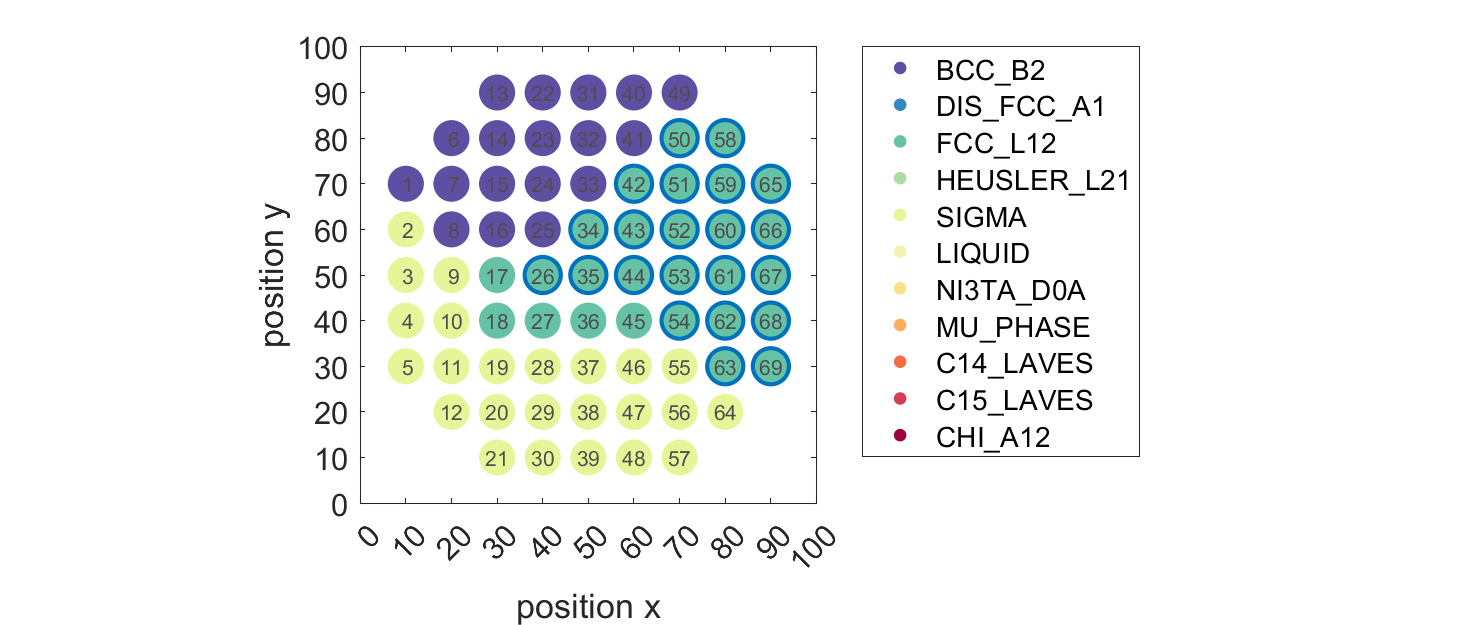 100
90
80
70
60
50
40
30
20
10
0
position y
13 22 31 40 49
6 14 23 32 41 50 58
1 7 15 24 33 42 51 59 65
2 8 16 25 34 43 52 60 66
3 9 17 26 35 44 53 61 67
4 10 18 27 36 45 54 62 68
5 11 19 28 37 46 55 63 69
12 20 29 38 47 56 64
21 30 39 48 57
0 10 20 30 40 50 60 70 80 90 100
position x
BCC_B2
DIS_FCC_A1
FCC_L12
HEUSLER_L21
SIGMA
LIQUID
NI3TA_D0A
MU_PHASE
C14_LAVES
C15_LAVES
CHI_A12